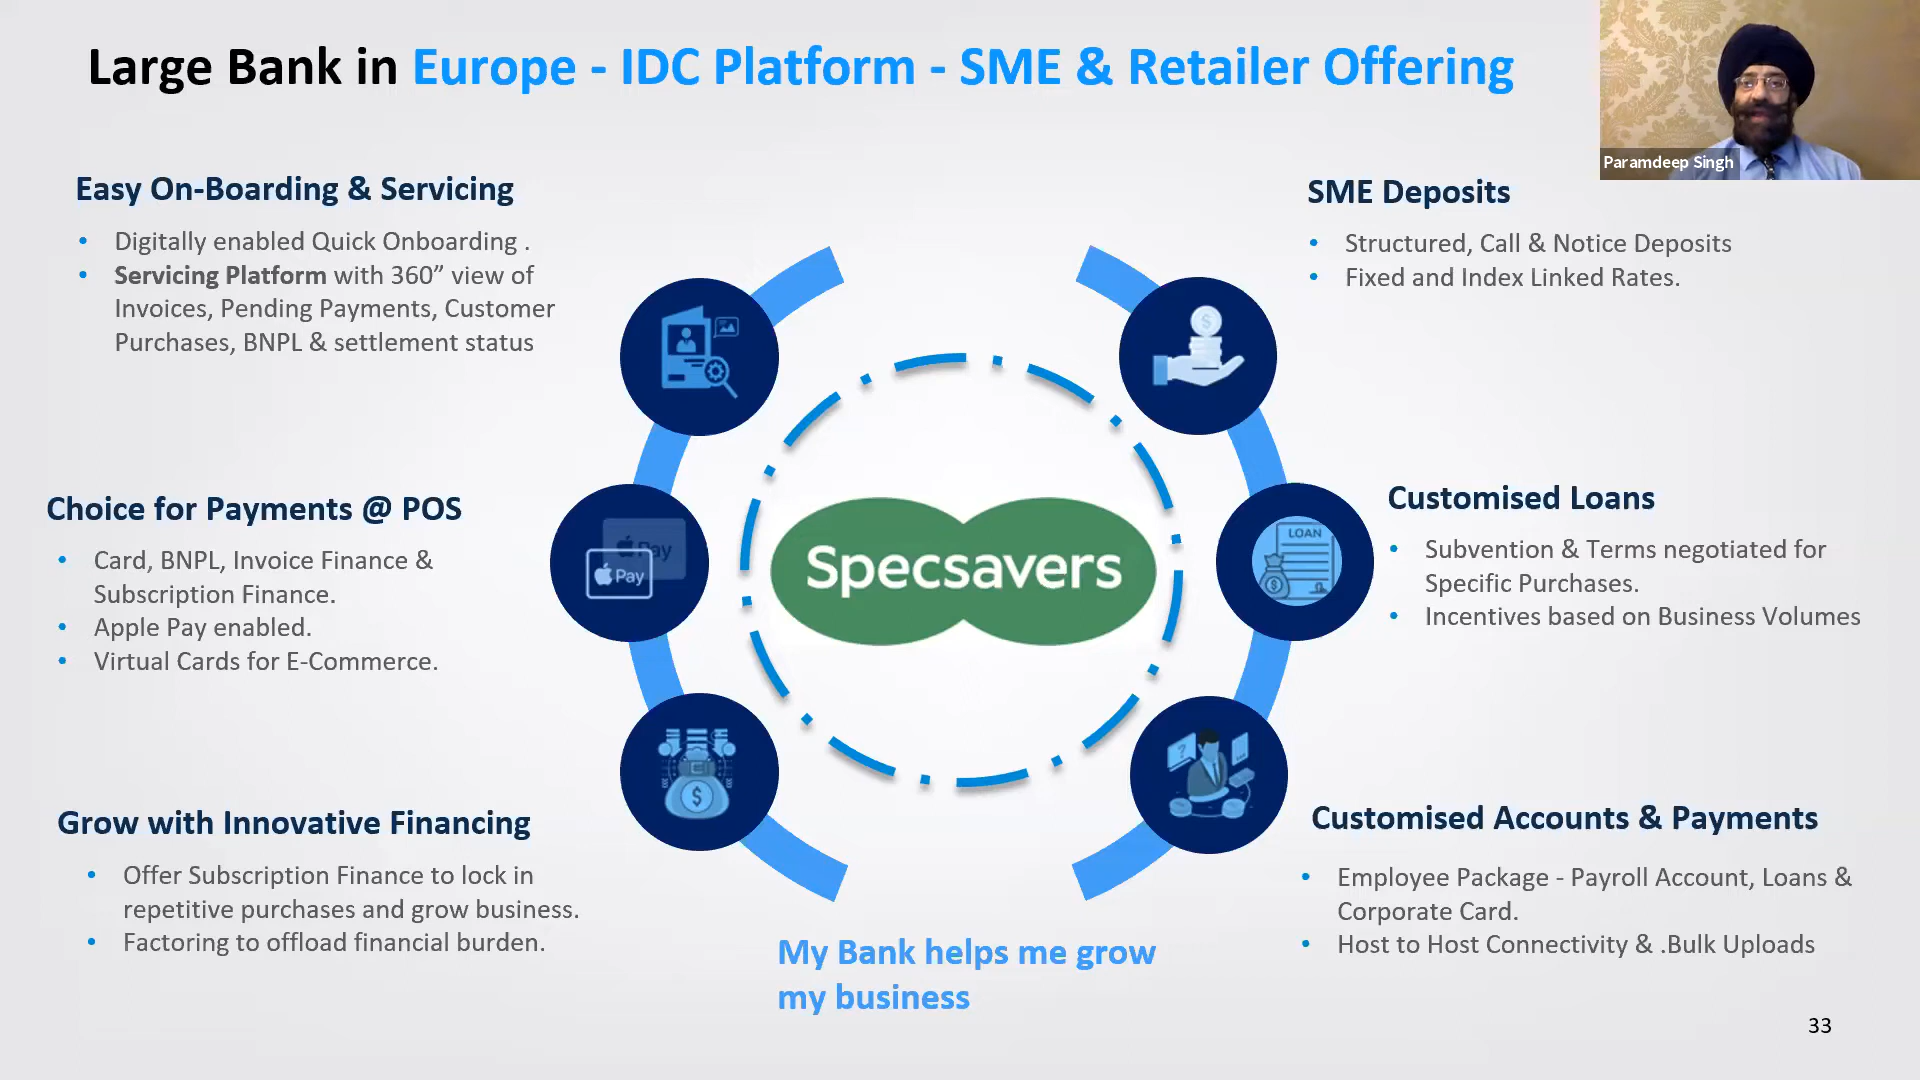 Large Bank in Europe - IDC Platform - SME & Retailer Offering
Paramdeep Singh
Easy On-Boarding & Servicing
• Digitally enabled Quick Onboarding .
• Servicing Platform with 360” view of
Invoices, Pending Payments, Customer
Purchases, BNPL & settlement status
Choice for Payments @ POS
• Card, BNPL, Invoice Finance &
Subscription Finance.
• Apple Pay enabled.
• Virtual Cards for E-Commerce.
Grow with Innovative Financing
• Offer Subscription Finance to lock in
repetitive purchases and grow business.
• Factoring to offload financial burden.
Pay
Pay
$
Specsavers
My Bank helps me grow
my business
$
LOAN
$
?
SME Deposits
• Structured, Call & Notice Deposits
• Fixed and Index Linked Rates.
Customised Loans
• Subvention & Terms negotiated for
Specific Purchases.
• Incentives based on Business Volumes
Customised Accounts & Payments
• Employee Package - Payroll Account, Loans &
Corporate Card.
• Host to Host Connectivity & .Bulk Uploads
33